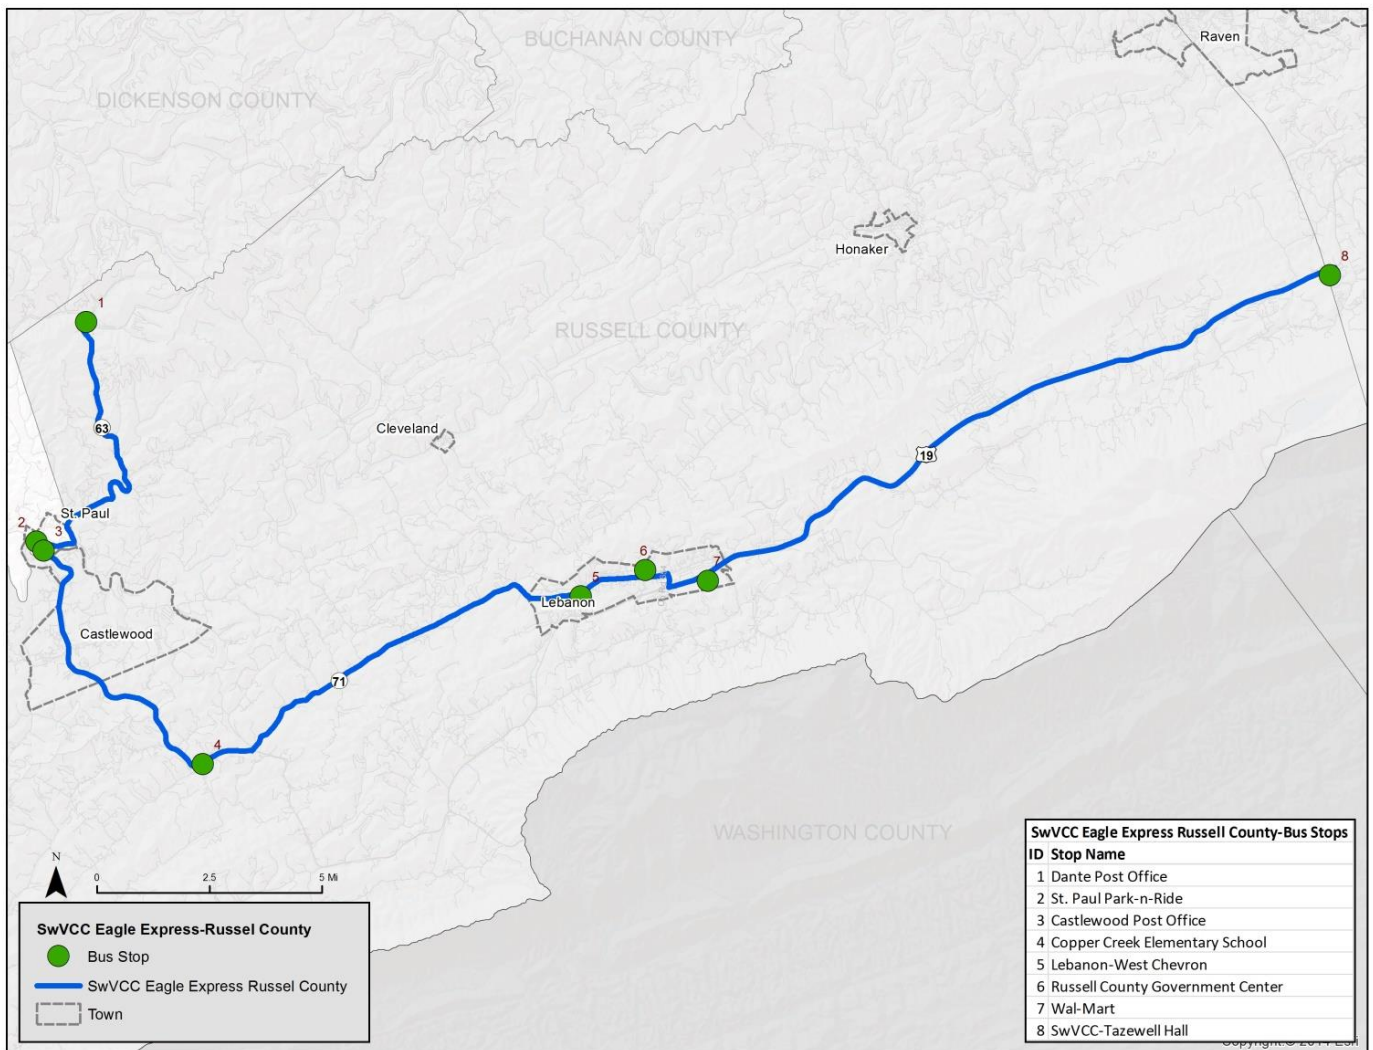 Raven
BUCHANAN COUNTY
DICKENSON COUNTY
Honaker
8
1
RUSSELL COUNTY
63
Cleveland
19
St. Paul
2
3
6
7
5
Lebanon
Castlewood
71
4
WASHINGTON COUNTY
N
0 2.5 5 Mi
SwVCC Eagle Express-Russel County
Bus Stop
SwVCC Eagle Express Russel County
Town
SwVCC Eagle Express Russell County-Bus Stops
ID Stop Name
1 Dante Post Office
2 St. Paul Park-n-Ride
3 Castlewood Post Office
4 Copper Creek Elementary School
5 Lebanon-West Chevron
6 Russell County Government Center
7 Wal-Mart
8 SwVCC-Tazewell Hall